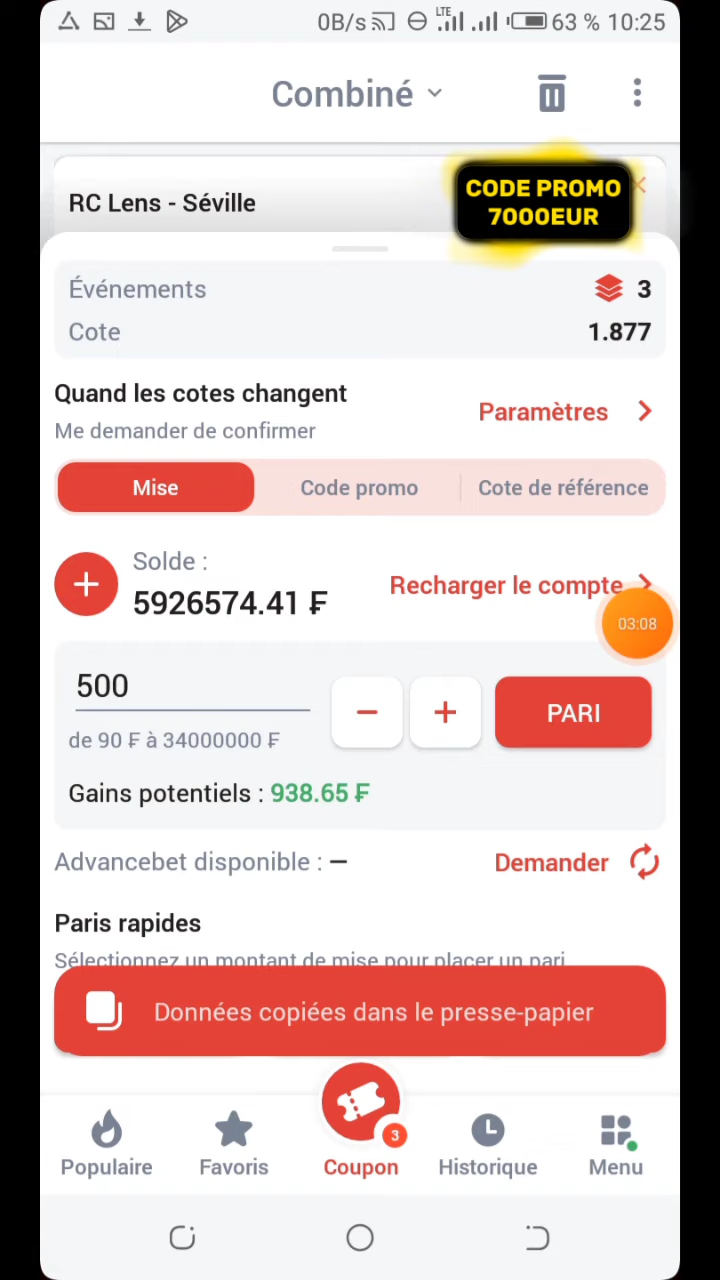 0B/s LTE 63 % 10:25
Combiné
RC Lens - Séville
CODE PROMO
7000EUR
Événements 3
Cote 1.877
Quand les cotes changent
Me demander de confirmer
Paramètres
Mise Code promo Cote de référence
Solde :
5926574.41 ₣
Recharger le compte
03:08
500
PARI
de 90 ₣ à 34000000 ₣
Gains potentiels : 938.65 ₣
Advancebet disponible : – Demander
Paris rapides
Sélectionnez un montant de mise pour placer un pari
Données copiées dans le presse-papier
3
Populaire Favoris Coupon Historique Menu